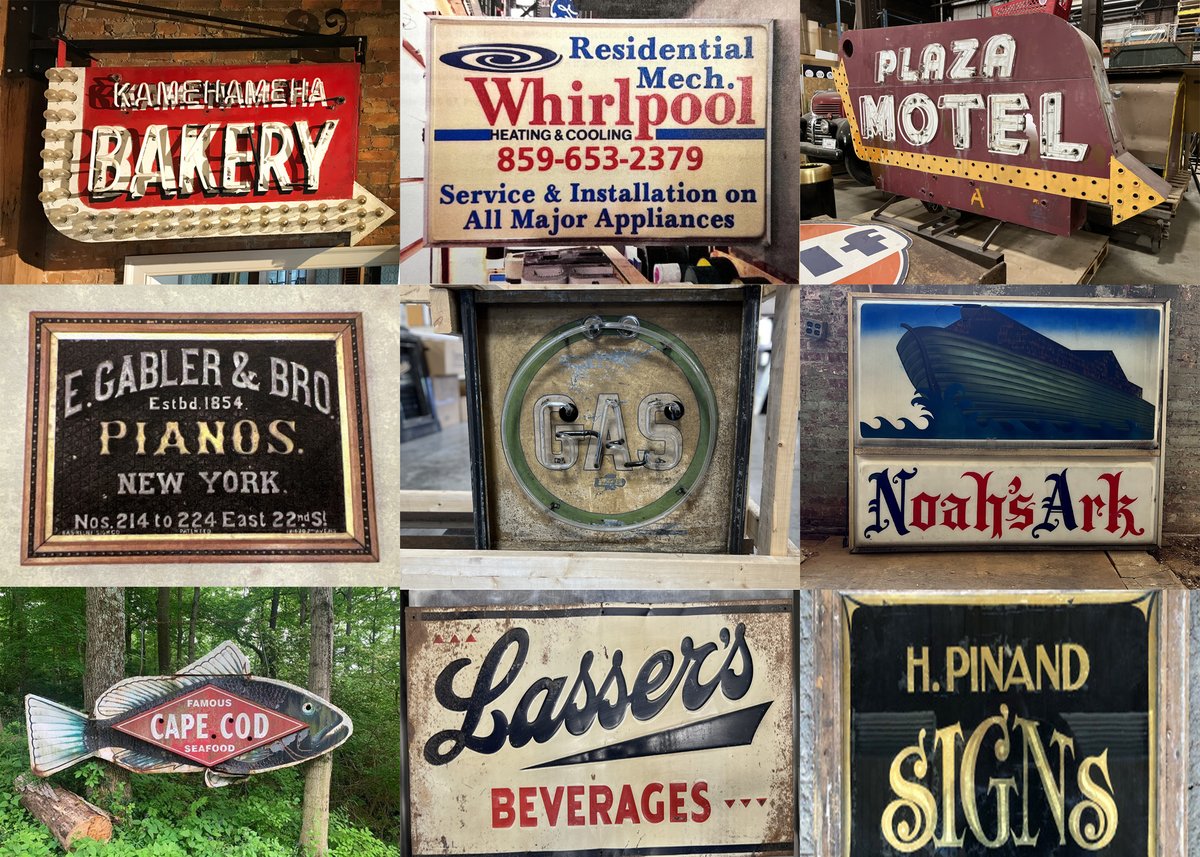 KAMEHAMEHA
BAKERY
Residential
Mech.
Whirlpool
HEATING & COOLING
859-653-2379
Service & Installation on
All Major Appliances
PLAZA
MOTEL
A
E. GABLER & BRO.
Estbd. 1854.
PIANOS.
NEW YORK.
Nos. 214 to 224 East 22nd St
PATENTED
GAS
Noah's Ark
FAMOUS
CAPE COD
SEAFOOD
Lasser's
BEVERAGES
H. PINAND
SIGNS